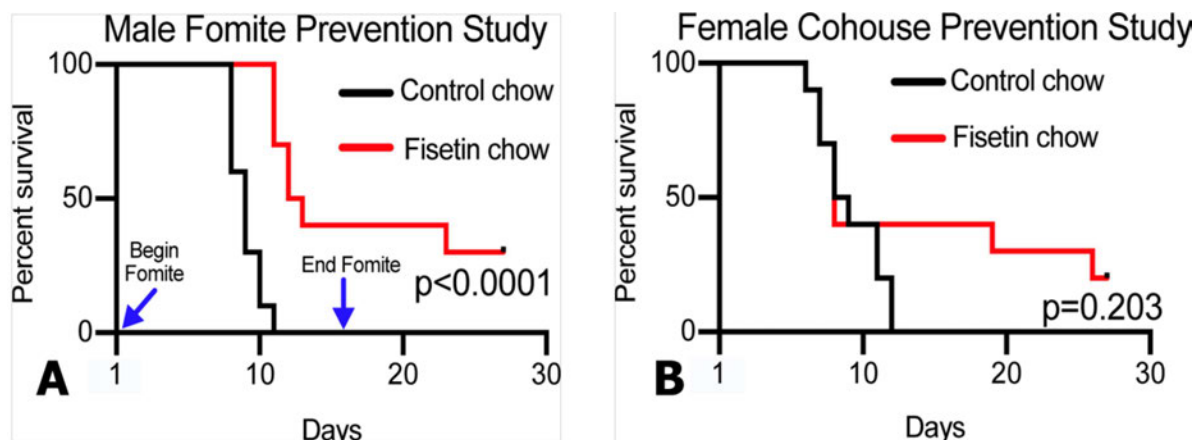 Male Fomite Prevention Study
Percent survival
100
50
0
Control chow
Fisetin chow
Begin
Fomite
End Fomite
p<0.0001
1 10 20 30
Days
A
Female Cohouse Prevention Study
Percent survival
100
50
0
Control chow
Fisetin chow
p=0.203
1 10 20 30
Days
B